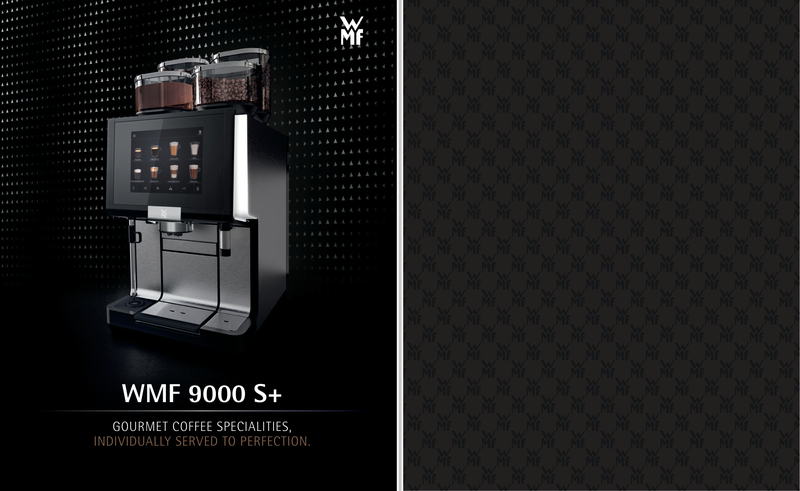 WMF
WMF 9000 S+
GOURMET COFFEE SPECIALITIES,
INDIVIDUALLY SERVED TO PERFECTION.